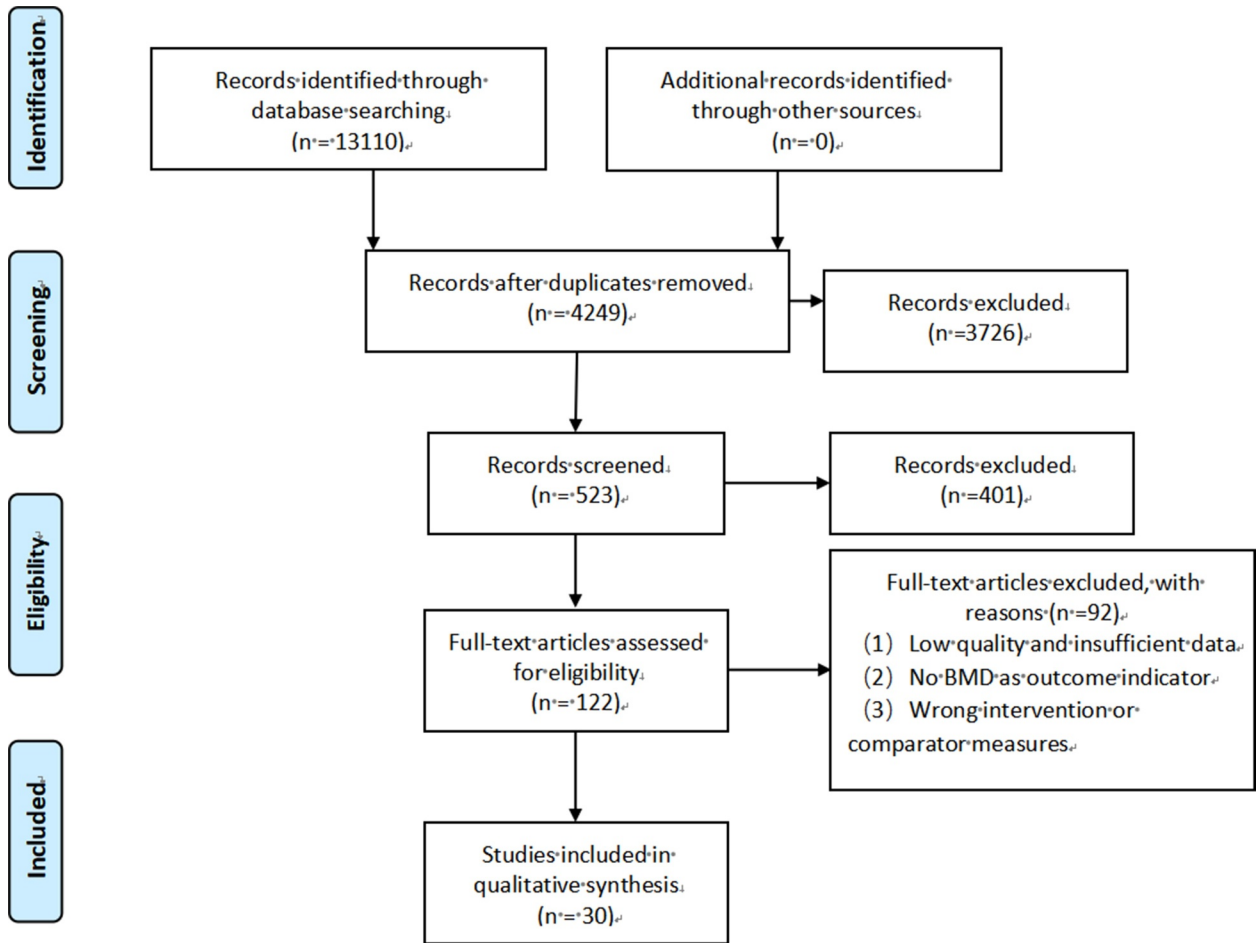 Identification
Records identified through
database searching
(n = 13110)
Additional records identified
through other sources
(n = 0)
Screening
Records after duplicates removed
(n = 4249)
Records excluded
(n =3726)
Records screened
(n = 523)
Records excluded
(n =401)
Eligibility
Full-text articles assessed
for eligibility
(n = 122)
Full-text articles excluded, with
reasons (n =92)
(1) Low quality and insufficient data
(2) No BMD as outcome indicator
(3) Wrong intervention or
comparator measures
Included
Studies included in
qualitative synthesis
(n = 30)